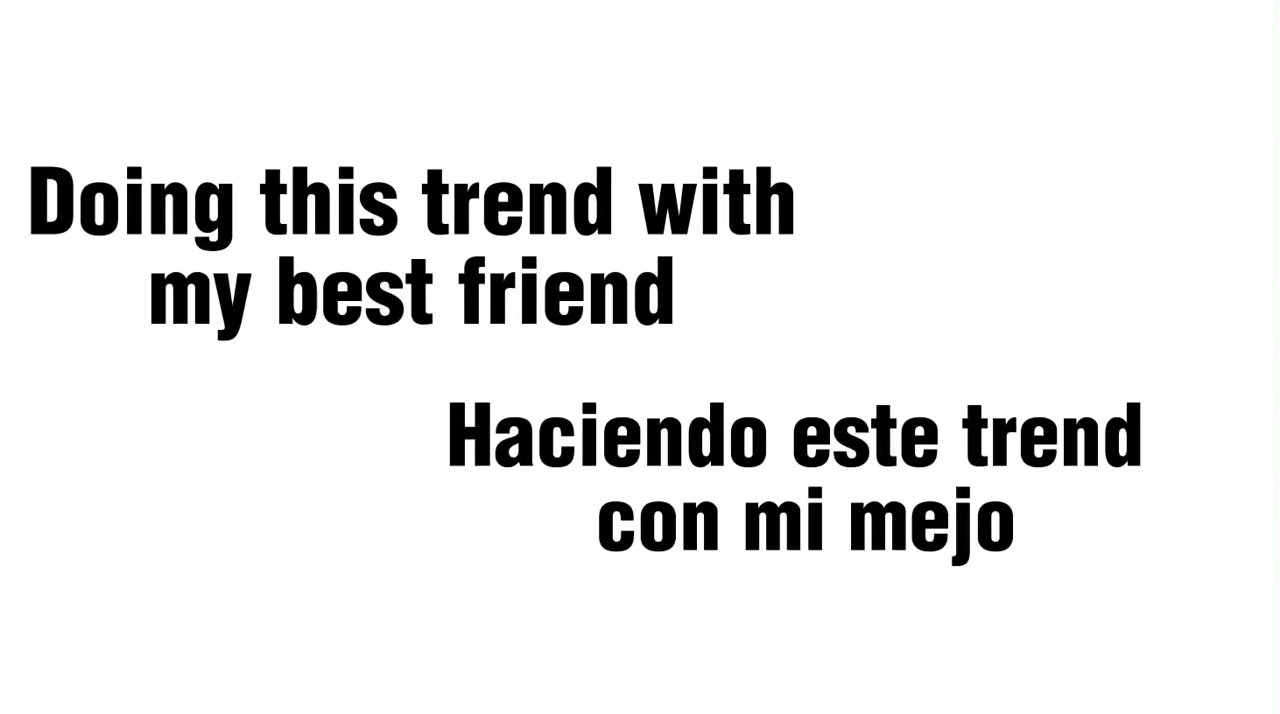 Doing this trend with
my best friend
Haciendo este trend
con mi mejo